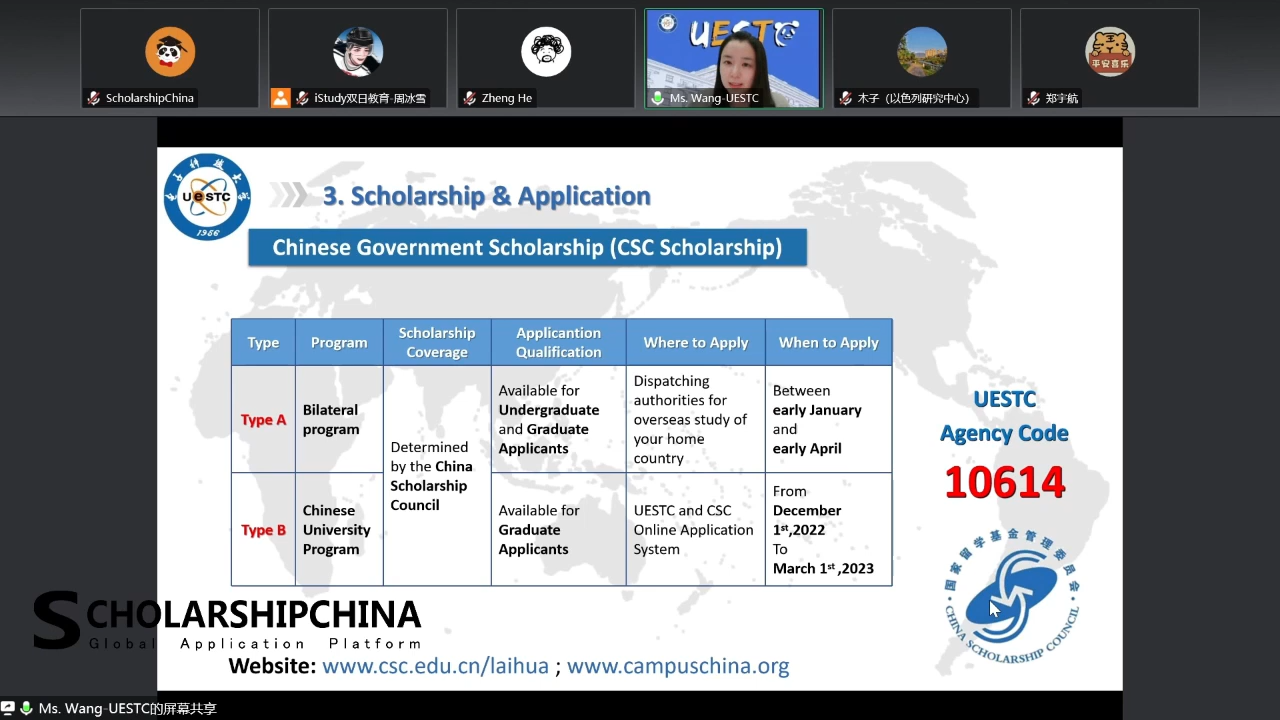 UESTC
平安喜乐
ScholarshipChina
iStudy双日教育-周冰雪
Zheng He
Ms. Wang-UESTC
木子（以色列研究中心）
郑宇航
UeSTC
1956
3. Scholarship & Application
Chinese Government Scholarship (CSC Scholarship)
Type
Program
Scholarship
Coverage
Applicantion
Qualification
Where to Apply
When to Apply
Type A
Bilateral
program
Determined
by the China
Scholarship
Council
Available for
Undergraduate
and Graduate
Applicants
Dispatching
authorities for
overseas study of
your home
country
Between
early January
and
early April
Type B
Chinese
University
Program
Available for
Graduate
Applicants
UESTC and CSC
Online Application
System
From
December
1st,2022
To
March 1st ,2023
UESTC
Agency Code
10614
国家留学基金管理委员会
CHINA SCHOLARSHIP COUNCIL
SCHOLARSHIPCHINA
Global Application Platform
Website: www.csc.edu.cn/laihua ; www.campuschina.org
Ms. Wang-UESTC的屏幕共享